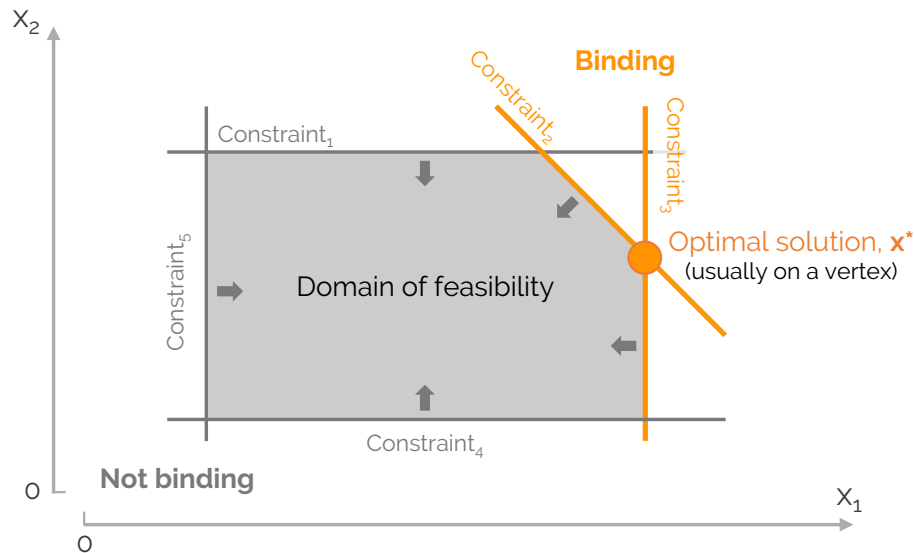 X₂
Binding
Constraint₂
Constraint₃
Constraint₁
Constraint₅
Optimal solution, x*
(usually on a vertex)
Domain of feasibility
Constraint₄
Not binding
0
X₁
0